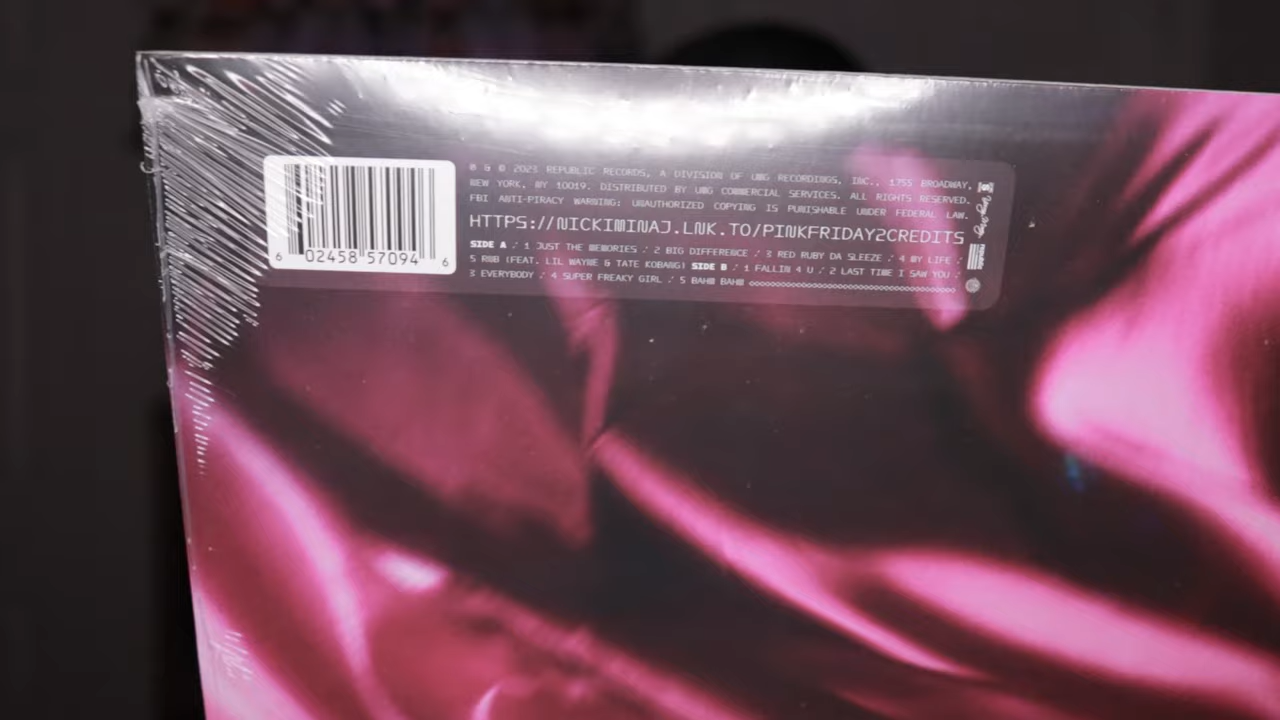 ℗ & © 2023 REPUBLIC RECORDS, A DIVISION OF UMG RECORDINGS, INC., 1755 BROADWAY,
NEW YORK, NY 10019. DISTRIBUTED BY UMG COMMERCIAL SERVICES. ALL RIGHTS RESERVED.
FBI ANTI-PIRACY WARNING: UNAUTHORIZED COPYING IS PUNISHABLE UNDER FEDERAL LAW.
HTTPS://NICKIMINAJ.LNK.TO/PINKFRIDAY2CREDITS
SIDE A .: 1 JUST THE MEMORIES .: 2 BIG DIFFERENCE .: 3 RED RUBY DA SLEEZE .: 4 MY LIFE .:
5 RNB (FEAT. LIL WAYNE & TATE KOBANG) SIDE B .: 1 FALLIN 4 U .: 2 LAST TIME I SAW YOU .:
3 EVERYBODY .: 4 SUPER FREAKY GIRL .: 5 BAHM BAHM
6 02458 57094 6